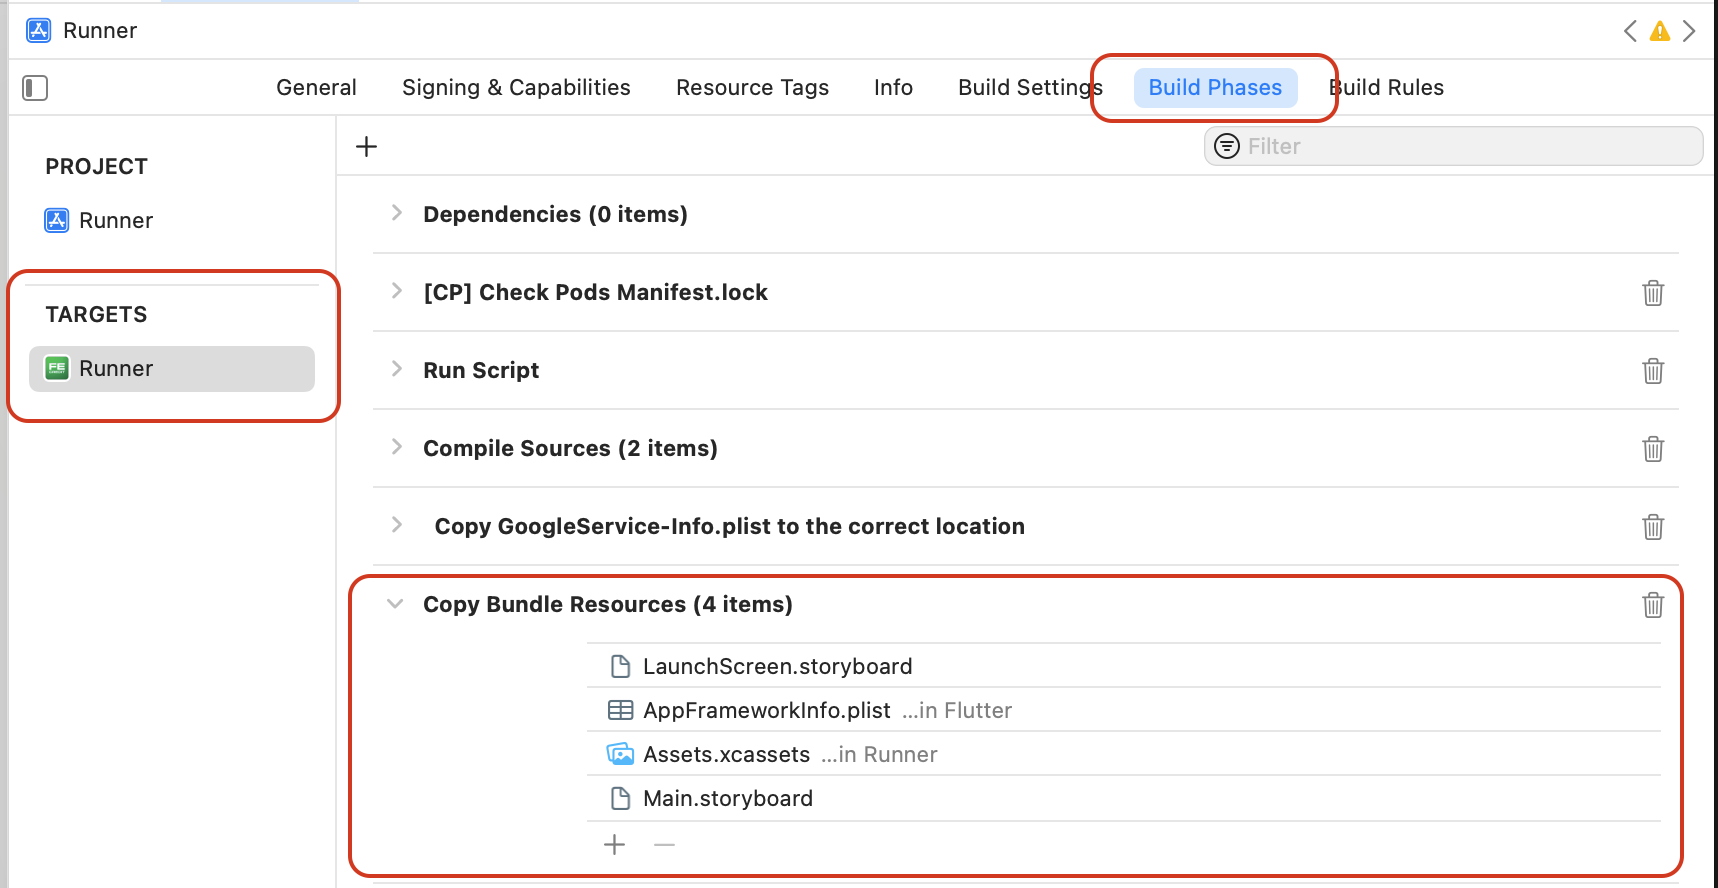 Runner
General Signing & Capabilities Resource Tags Info Build Settings Build Phases Build Rules
Filter
PROJECT
Runner
TARGETS
Runner
Dependencies (0 items)
[CP] Check Pods Manifest.lock
Run Script
Compile Sources (2 items)
Copy GoogleService-Info.plist to the correct location
Copy Bundle Resources (4 items)
LaunchScreen.storyboard
AppFrameworkInfo.plist ...in Flutter
Assets.xcassets ...in Runner
Main.storyboard